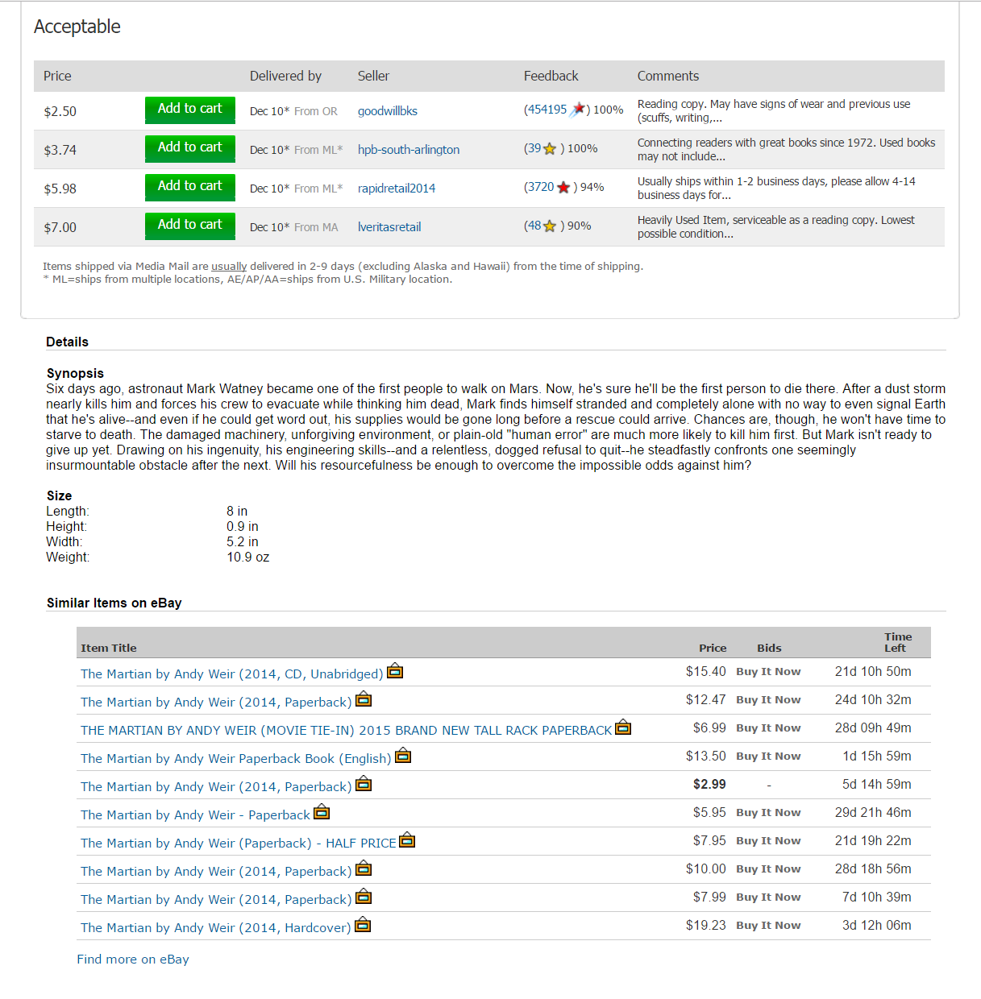 Acceptable
Price Delivered by Seller Feedback Comments
$2.50 Add to cart Dec 10* From OR goodwillbks (454195 ) 100% Reading copy. May have signs of wear and previous use
(scuffs, writing,...
$3.74 Add to cart Dec 10* From ML* hpb-south-arlington (39 ) 100% Connecting readers with great books since 1972. Used books
may not include...
$5.98 Add to cart Dec 10* From ML* rapidretail2014 (3720 ) 94% Usually ships within 1-2 business days, please allow 4-14
business days for...
$7.00 Add to cart Dec 10* From MA lveritasretail (48 ) 90% Heavily Used Item, serviceable as a reading copy. Lowest
possible condition...
Items shipped via Media Mail are usually delivered in 2-9 days (excluding Alaska and Hawaii) from the time of shipping.
* ML=ships from multiple locations, AE/AP/AA=ships from U.S. Military location.
Details
Synopsis
Six days ago, astronaut Mark Watney became one of the first people to walk on Mars. Now, he's sure he'll be the first person to die there. After a dust storm
nearly kills him and forces his crew to evacuate while thinking him dead, Mark finds himself stranded and completely alone with no way to even signal Earth
that he's alive--and even if he could get word out, his supplies would be gone long before a rescue could arrive. Chances are, though, he won't have time to
starve to death. The damaged machinery, unforgiving environment, or plain-old "human error" are much more likely to kill him first. But Mark isn't ready to
give up yet. Drawing on his ingenuity, his engineering skills--and a relentless, dogged refusal to quit--he steadfastly confronts one seemingly
insurmountable obstacle after the next. Will his resourcefulness be enough to overcome the impossible odds against him?
Size
Length: 8 in
Height: 0.9 in
Width: 5.2 in
Weight: 10.9 oz
Similar Items on eBay
Item Title Price Bids Time Left
The Martian by Andy Weir (2014, CD, Unabridged) $15.40 Buy It Now 21d 10h 50m
The Martian by Andy Weir (2014, Paperback) $12.47 Buy It Now 24d 10h 32m
THE MARTIAN BY ANDY WEIR (MOVIE TIE-IN) 2015 BRAND NEW TALL RACK PAPERBACK $6.99 Buy It Now 28d 09h 49m
The Martian by Andy Weir Paperback Book (English) $13.50 Buy It Now 1d 15h 59m
The Martian by Andy Weir (2014, Paperback) $2.99 - 5d 14h 59m
The Martian by Andy Weir - Paperback $5.95 Buy It Now 29d 21h 46m
The Martian by Andy Weir (Paperback) - HALF PRICE $7.95 Buy It Now 21d 19h 22m
The Martian by Andy Weir (2014, Paperback) $10.00 Buy It Now 28d 18h 56m
The Martian by Andy Weir (2014, Paperback) $7.99 Buy It Now 7d 10h 39m
The Martian by Andy Weir (2014, Hardcover) $19.23 Buy It Now 3d 12h 06m
Find more on eBay